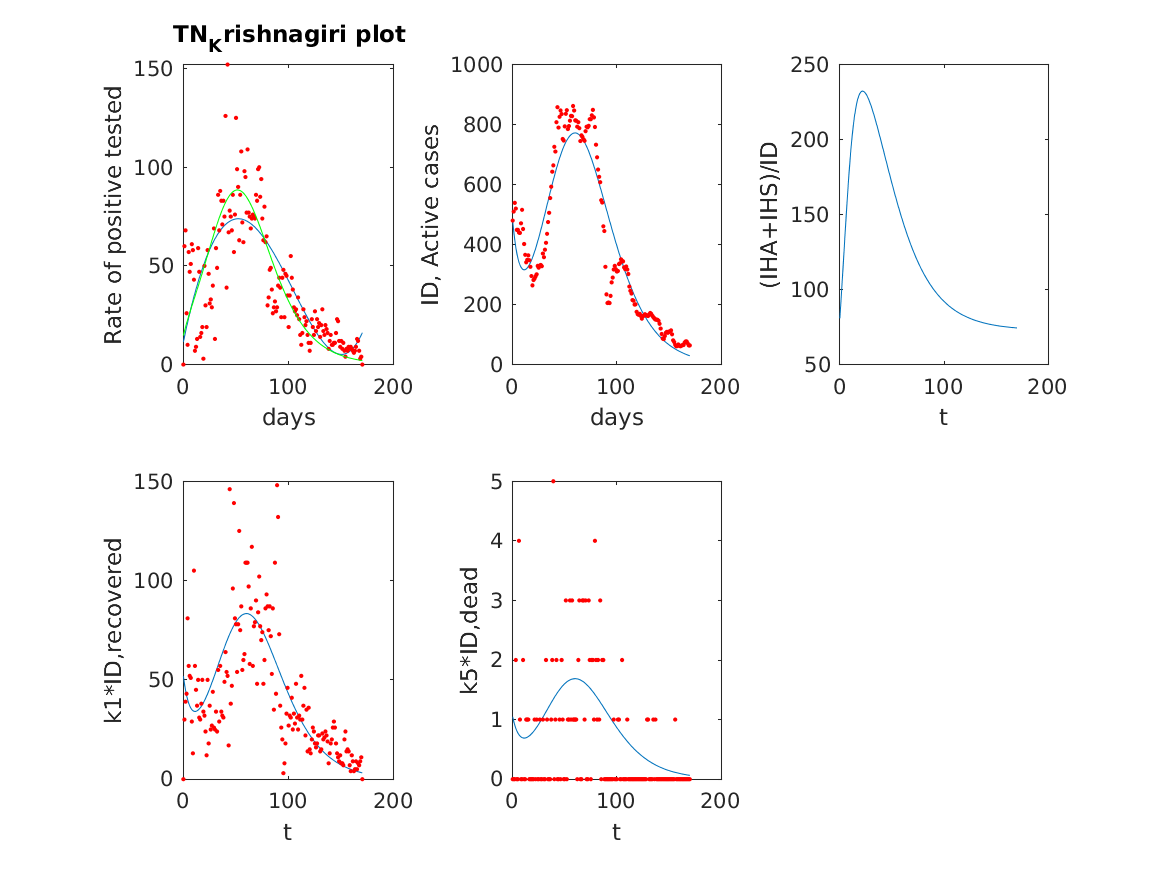 TN_Krishnagiri plot
150
100
50
0
Rate of positive tested
0 100 200
days
1000
800
600
400
200
0
ID, Active cases
0 100 200
days
250
200
150
100
50
(IHA+IHS)/ID
0 100 200
t
150
100
50
0
k1*ID,recovered
0 100 200
t
5
4
3
2
1
0
k5*ID,dead
0 100 200
t